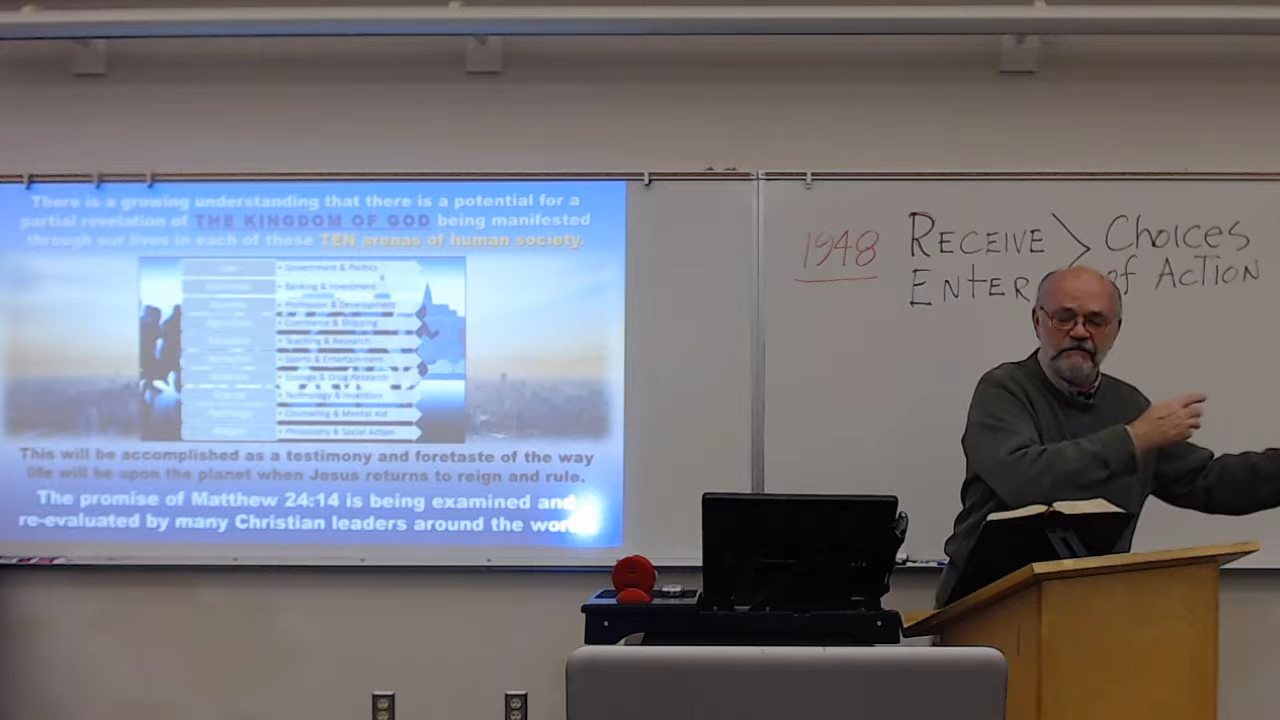 There is a growing understanding that there is a potential for a
partial revelation of THE KINGDOM OF GOD being manifested
through our lives in each of these TEN arenas of human society.
• Government & Politics
• Banking & Investment
• Profession & Development
• Commerce & Shipping
• Teaching & Research
• Sports & Entertainment
• Ecology & Drug Research
• Technology & Invention
• Counseling & Mental Aid
• Philosophy & Social Action
This will be accomplished as a testimony and foretaste of the way
life will be upon the planet when Jesus returns to reign and rule.
The promise of Matthew 24:14 is being examined and
re-evaluated by many Christian leaders around the
1948 RECEIVE > Choices
ENTER of Action